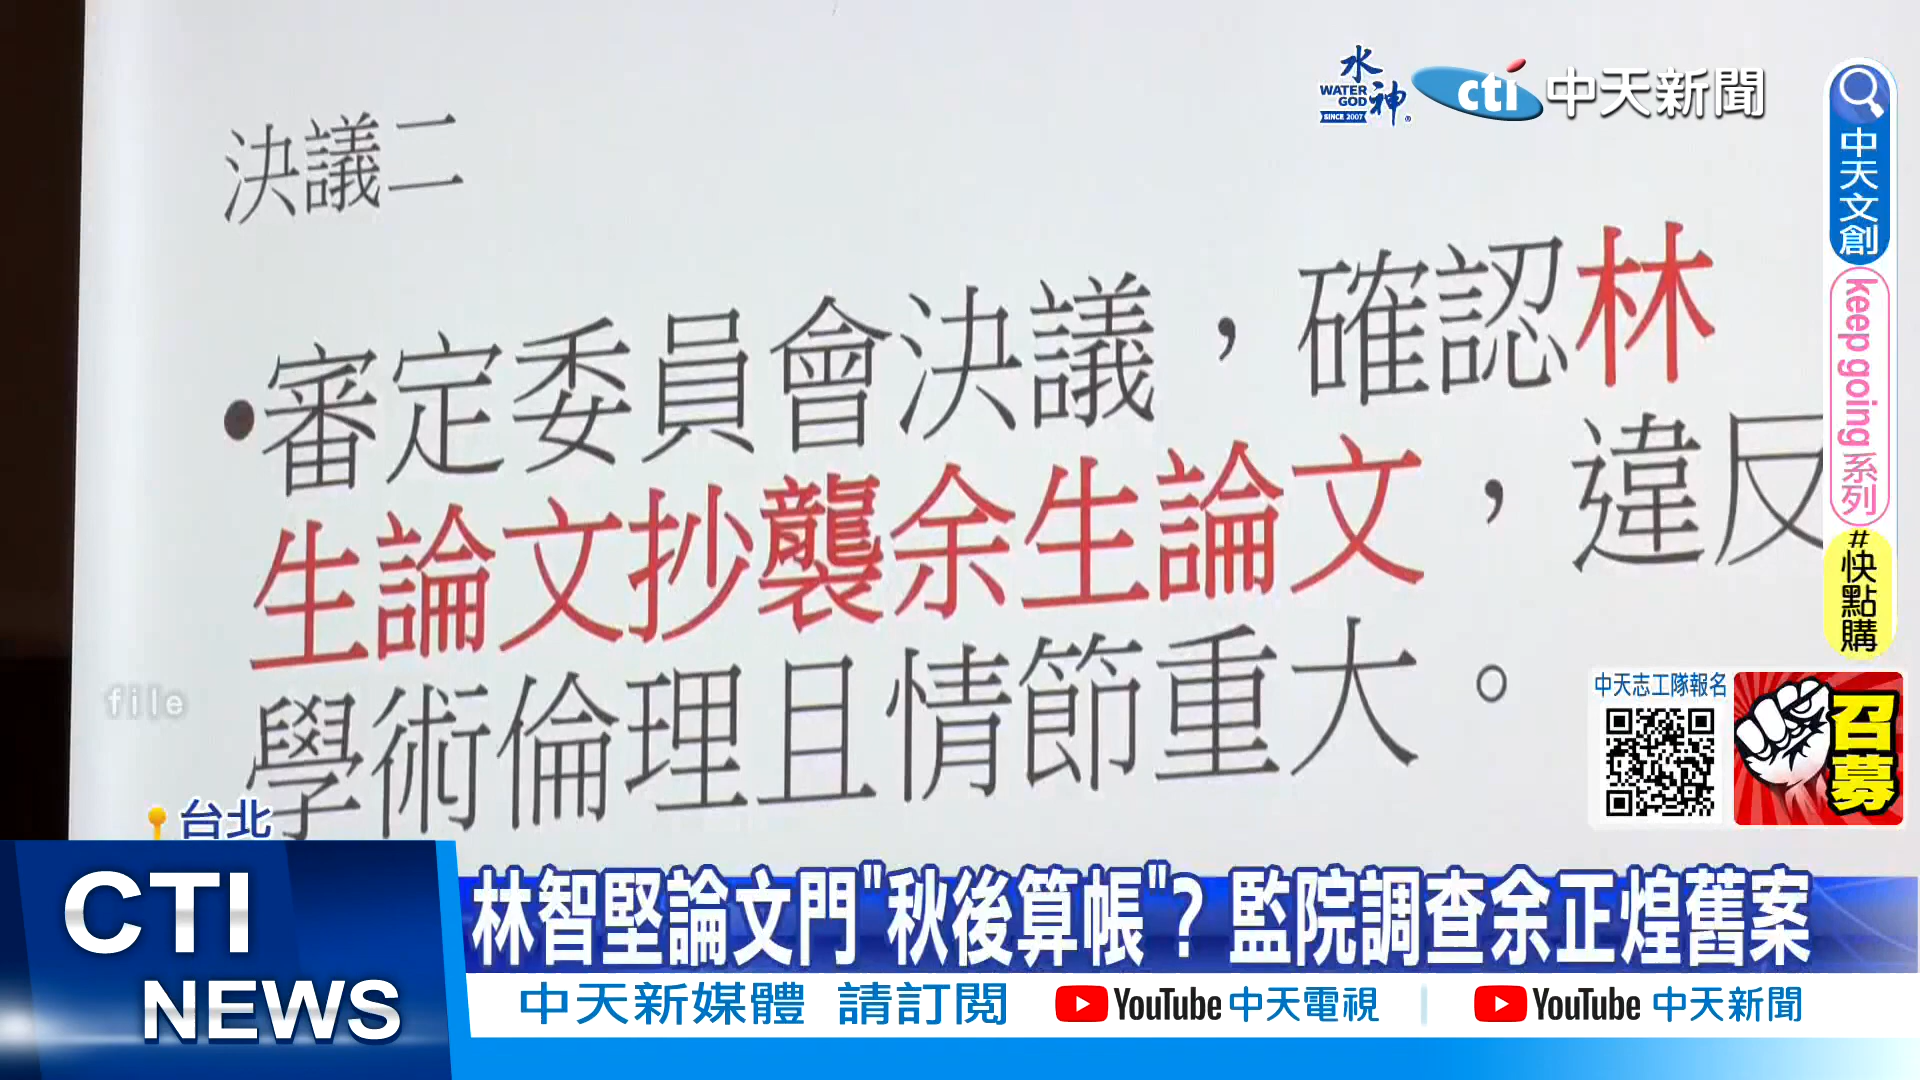 水神
WATER GOD
SINCE 2007
cti 中天新聞
中天文創
keep going 系列
#快點購
決議二
•審定委員會決議，確認林
生論文抄襲余生論文，違反
學術倫理且情節重大。
file
中天志工隊報名
召募
台北
CTI NEWS
林智堅論文門"秋後算帳"? 監院調查余正煌舊案
中天新媒體 請訂閱 YouTube 中天電視 | YouTube 中天新聞